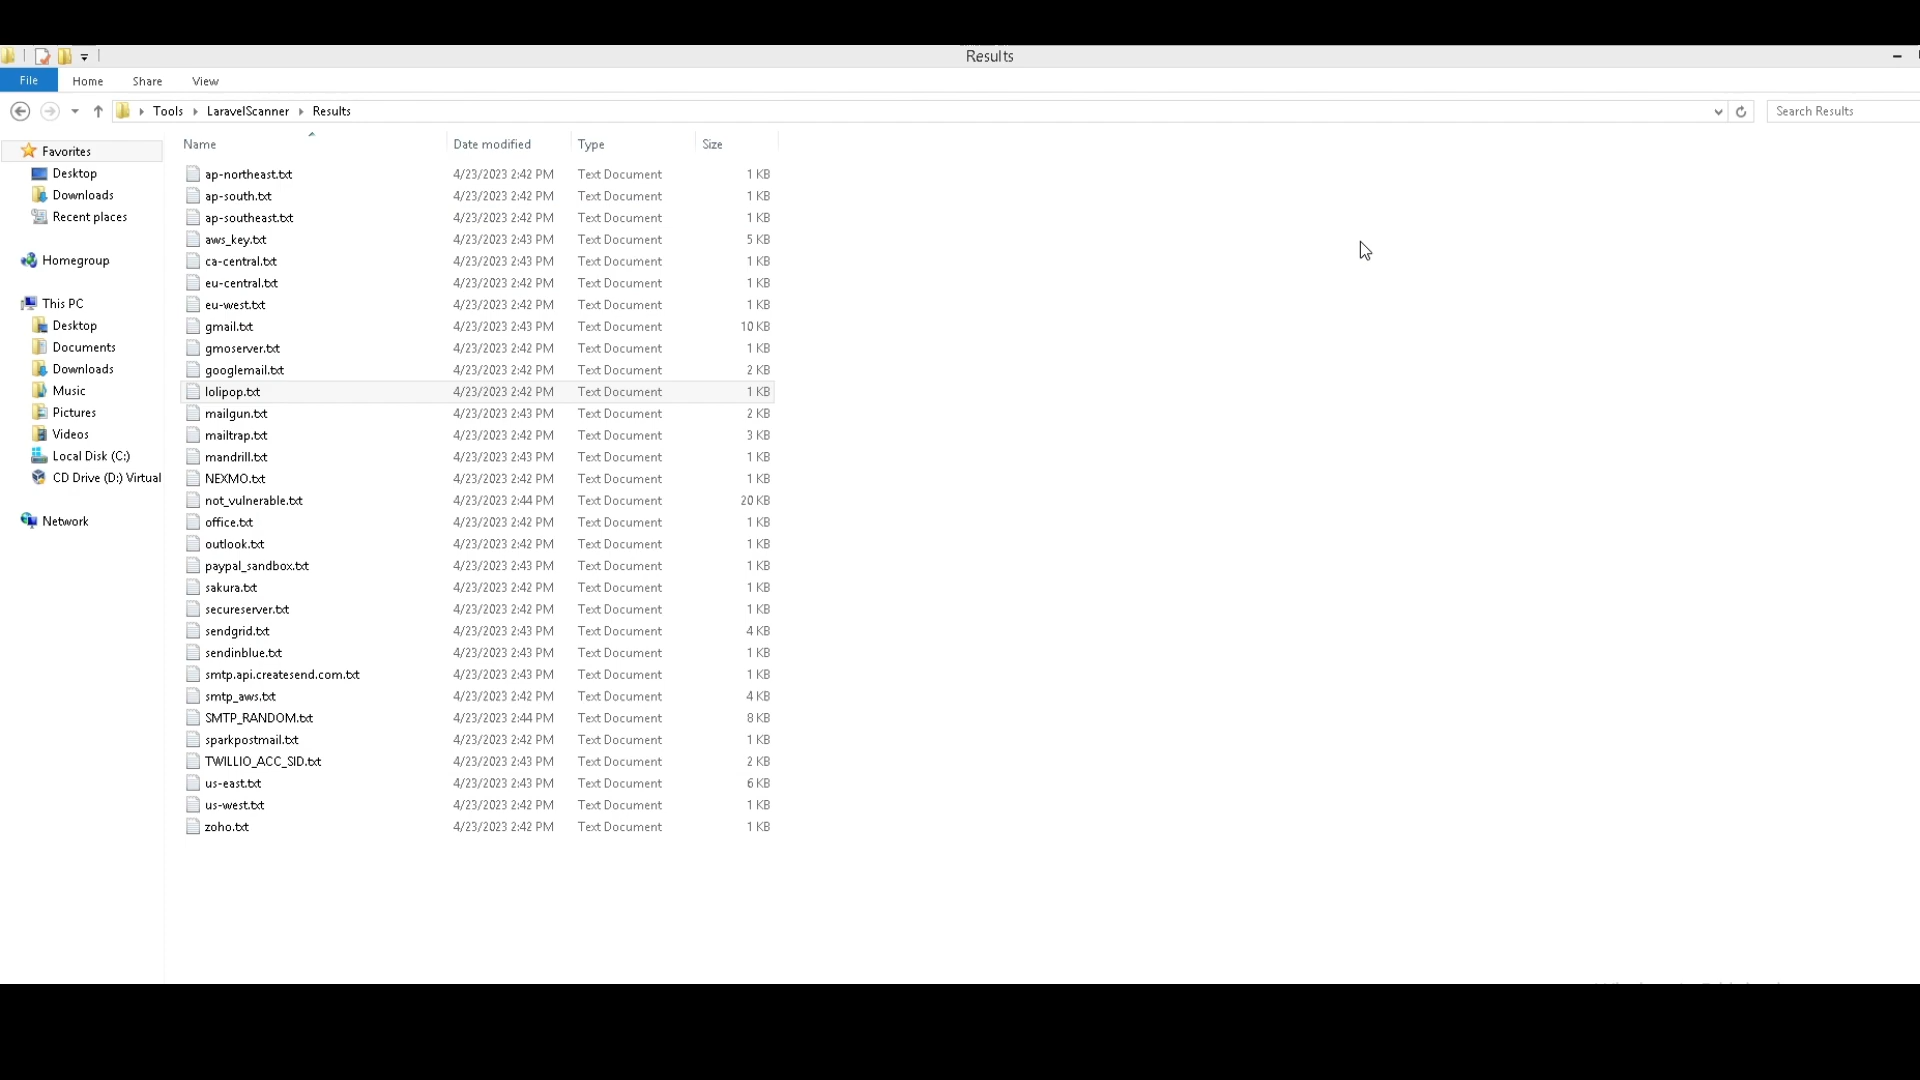 Results
File Home Share View
Tools LaravelScanner Results Search Results
Name Date modified Type Size
Favorites
Desktop
Downloads
Recent places
Homegroup
This PC
Desktop
Documents
Downloads
Music
Pictures
Videos
Local Disk (C:)
CD Drive (D:) Virtual
Network
ap-northeast.txt 4/23/2023 2:42 PM Text Document 1 KB
ap-south.txt 4/23/2023 2:42 PM Text Document 1 KB
ap-southeast.txt 4/23/2023 2:42 PM Text Document 1 KB
aws_key.txt 4/23/2023 2:43 PM Text Document 5 KB
ca-central.txt 4/23/2023 2:43 PM Text Document 1 KB
eu-central.txt 4/23/2023 2:42 PM Text Document 1 KB
eu-west.txt 4/23/2023 2:42 PM Text Document 1 KB
gmail.txt 4/23/2023 2:43 PM Text Document 10 KB
gmoserver.txt 4/23/2023 2:42 PM Text Document 1 KB
googlemail.txt 4/23/2023 2:42 PM Text Document 2 KB
lolipop.txt 4/23/2023 2:42 PM Text Document 1 KB
mailgun.txt 4/23/2023 2:43 PM Text Document 2 KB
mailtrap.txt 4/23/2023 2:42 PM Text Document 3 KB
mandrill.txt 4/23/2023 2:43 PM Text Document 1 KB
NEXMO.txt 4/23/2023 2:42 PM Text Document 1 KB
not_vulnerable.txt 4/23/2023 2:44 PM Text Document 20 KB
office.txt 4/23/2023 2:42 PM Text Document 1 KB
outlook.txt 4/23/2023 2:42 PM Text Document 1 KB
paypal_sandbox.txt 4/23/2023 2:43 PM Text Document 1 KB
sakura.txt 4/23/2023 2:42 PM Text Document 1 KB
secureserver.txt 4/23/2023 2:42 PM Text Document 1 KB
sendgrid.txt 4/23/2023 2:43 PM Text Document 4 KB
sendinblue.txt 4/23/2023 2:43 PM Text Document 1 KB
smtp.api.createsend.com.txt 4/23/2023 2:43 PM Text Document 1 KB
smtp_aws.txt 4/23/2023 2:42 PM Text Document 4 KB
SMTP_RANDOM.txt 4/23/2023 2:44 PM Text Document 8 KB
sparkpostmail.txt 4/23/2023 2:42 PM Text Document 1 KB
TWILLIO_ACC_SID.txt 4/23/2023 2:43 PM Text Document 2 KB
us-east.txt 4/23/2023 2:43 PM Text Document 6 KB
us-west.txt 4/23/2023 2:42 PM Text Document 1 KB
zoho.txt 4/23/2023 2:42 PM Text Document 1 KB